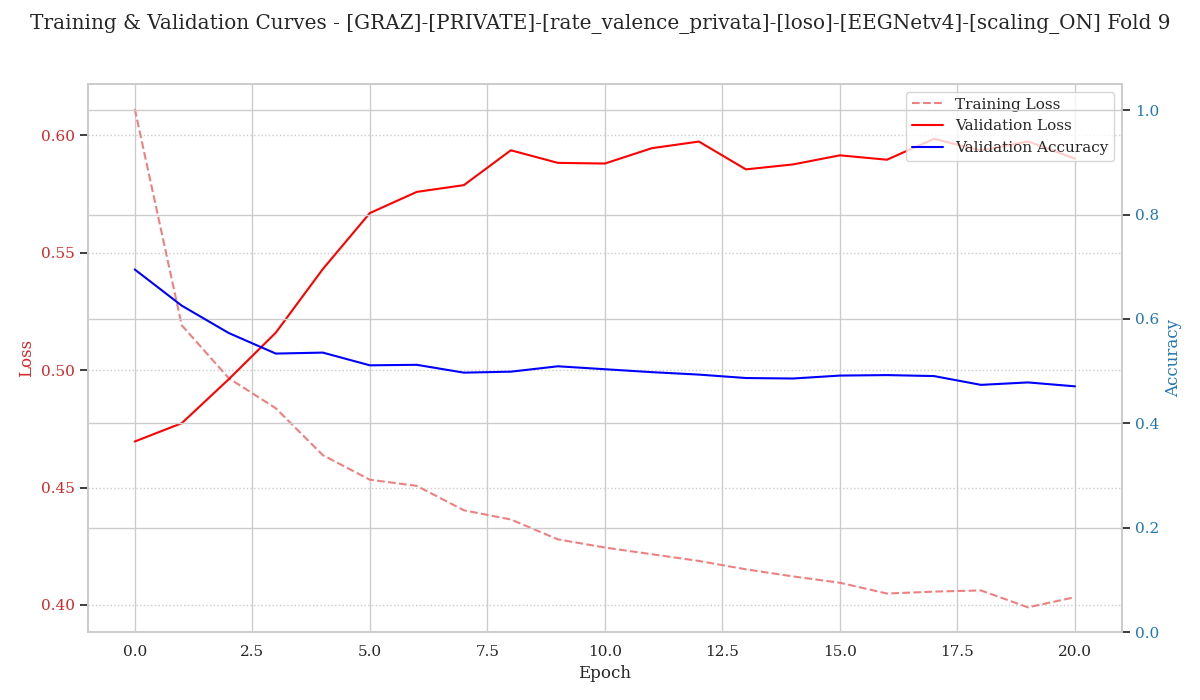 Training & Validation Curves - [GRAZ]-[PRIVATE]-[rate_valence_privata]-[loso]-[EEGNetv4]-[scaling_ON] Fold 9
Training Loss
Validation Loss
Validation Accuracy
0.60
0.55
0.50
0.45
0.40
Loss
1.0
0.8
0.6
0.4
0.2
0.0
Accuracy
0.0 2.5 5.0 7.5 10.0 12.5 15.0 17.5 20.0
Epoch